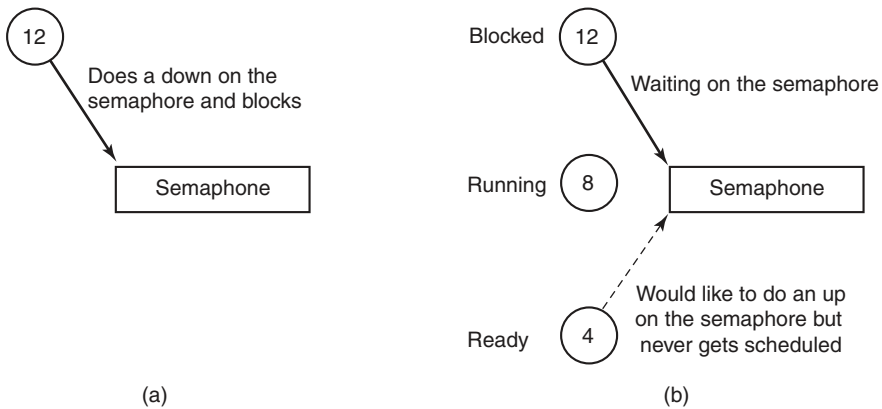 12
Does a down on the
semaphore and blocks
Semaphone
(a)
Blocked
12
Waiting on the semaphore
Running
8
Semaphone
Would like to do an up
on the semaphore but
never gets scheduled
Ready
4
(b)